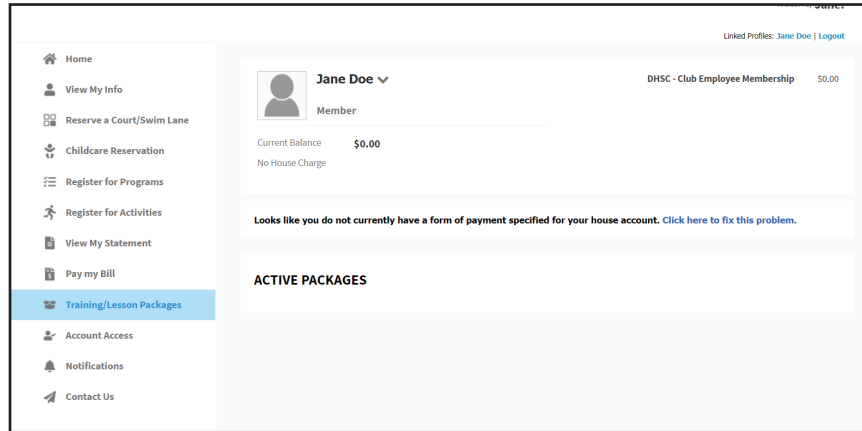 Jane!
Linked Profiles: Jane Doe | Logout
Home
View My Info
Reserve a Court/Swim Lane
Childcare Reservation
Register for Programs
Register for Activities
View My Statement
Pay my Bill
Training/Lesson Packages
Account Access
Notifications
Contact Us
Jane Doe
Member
DHSC - Club Employee Membership $0.00
Current Balance $0.00
No House Charge
Looks like you do not currently have a form of payment specified for your house account. Click here to fix this problem.
ACTIVE PACKAGES